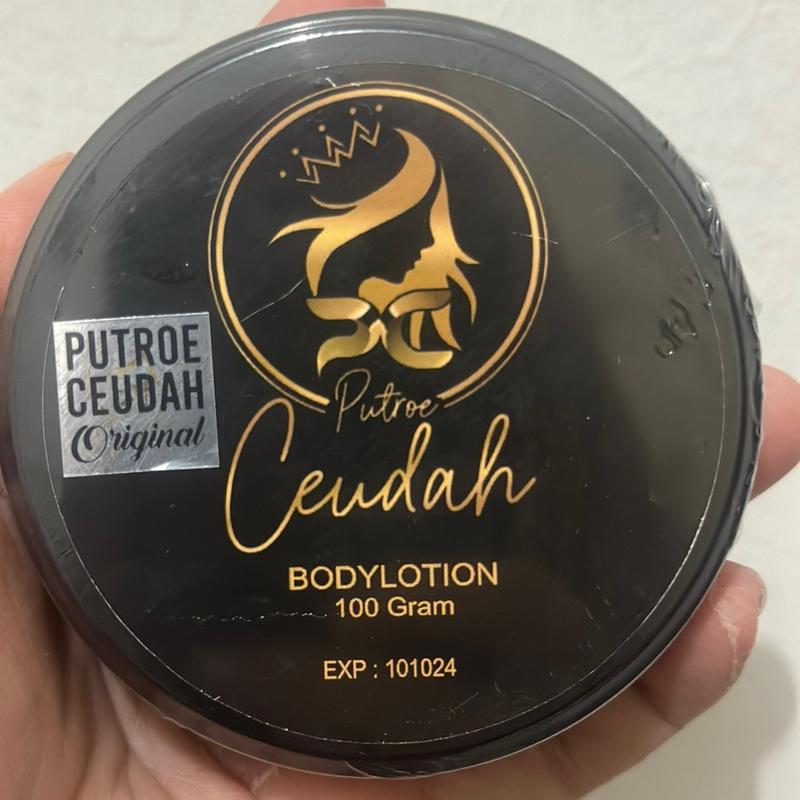 PUTROE
CEUDAH
Original
Putroe
Ceudah
BODYLOTION
100 Gram
EXP : 101024